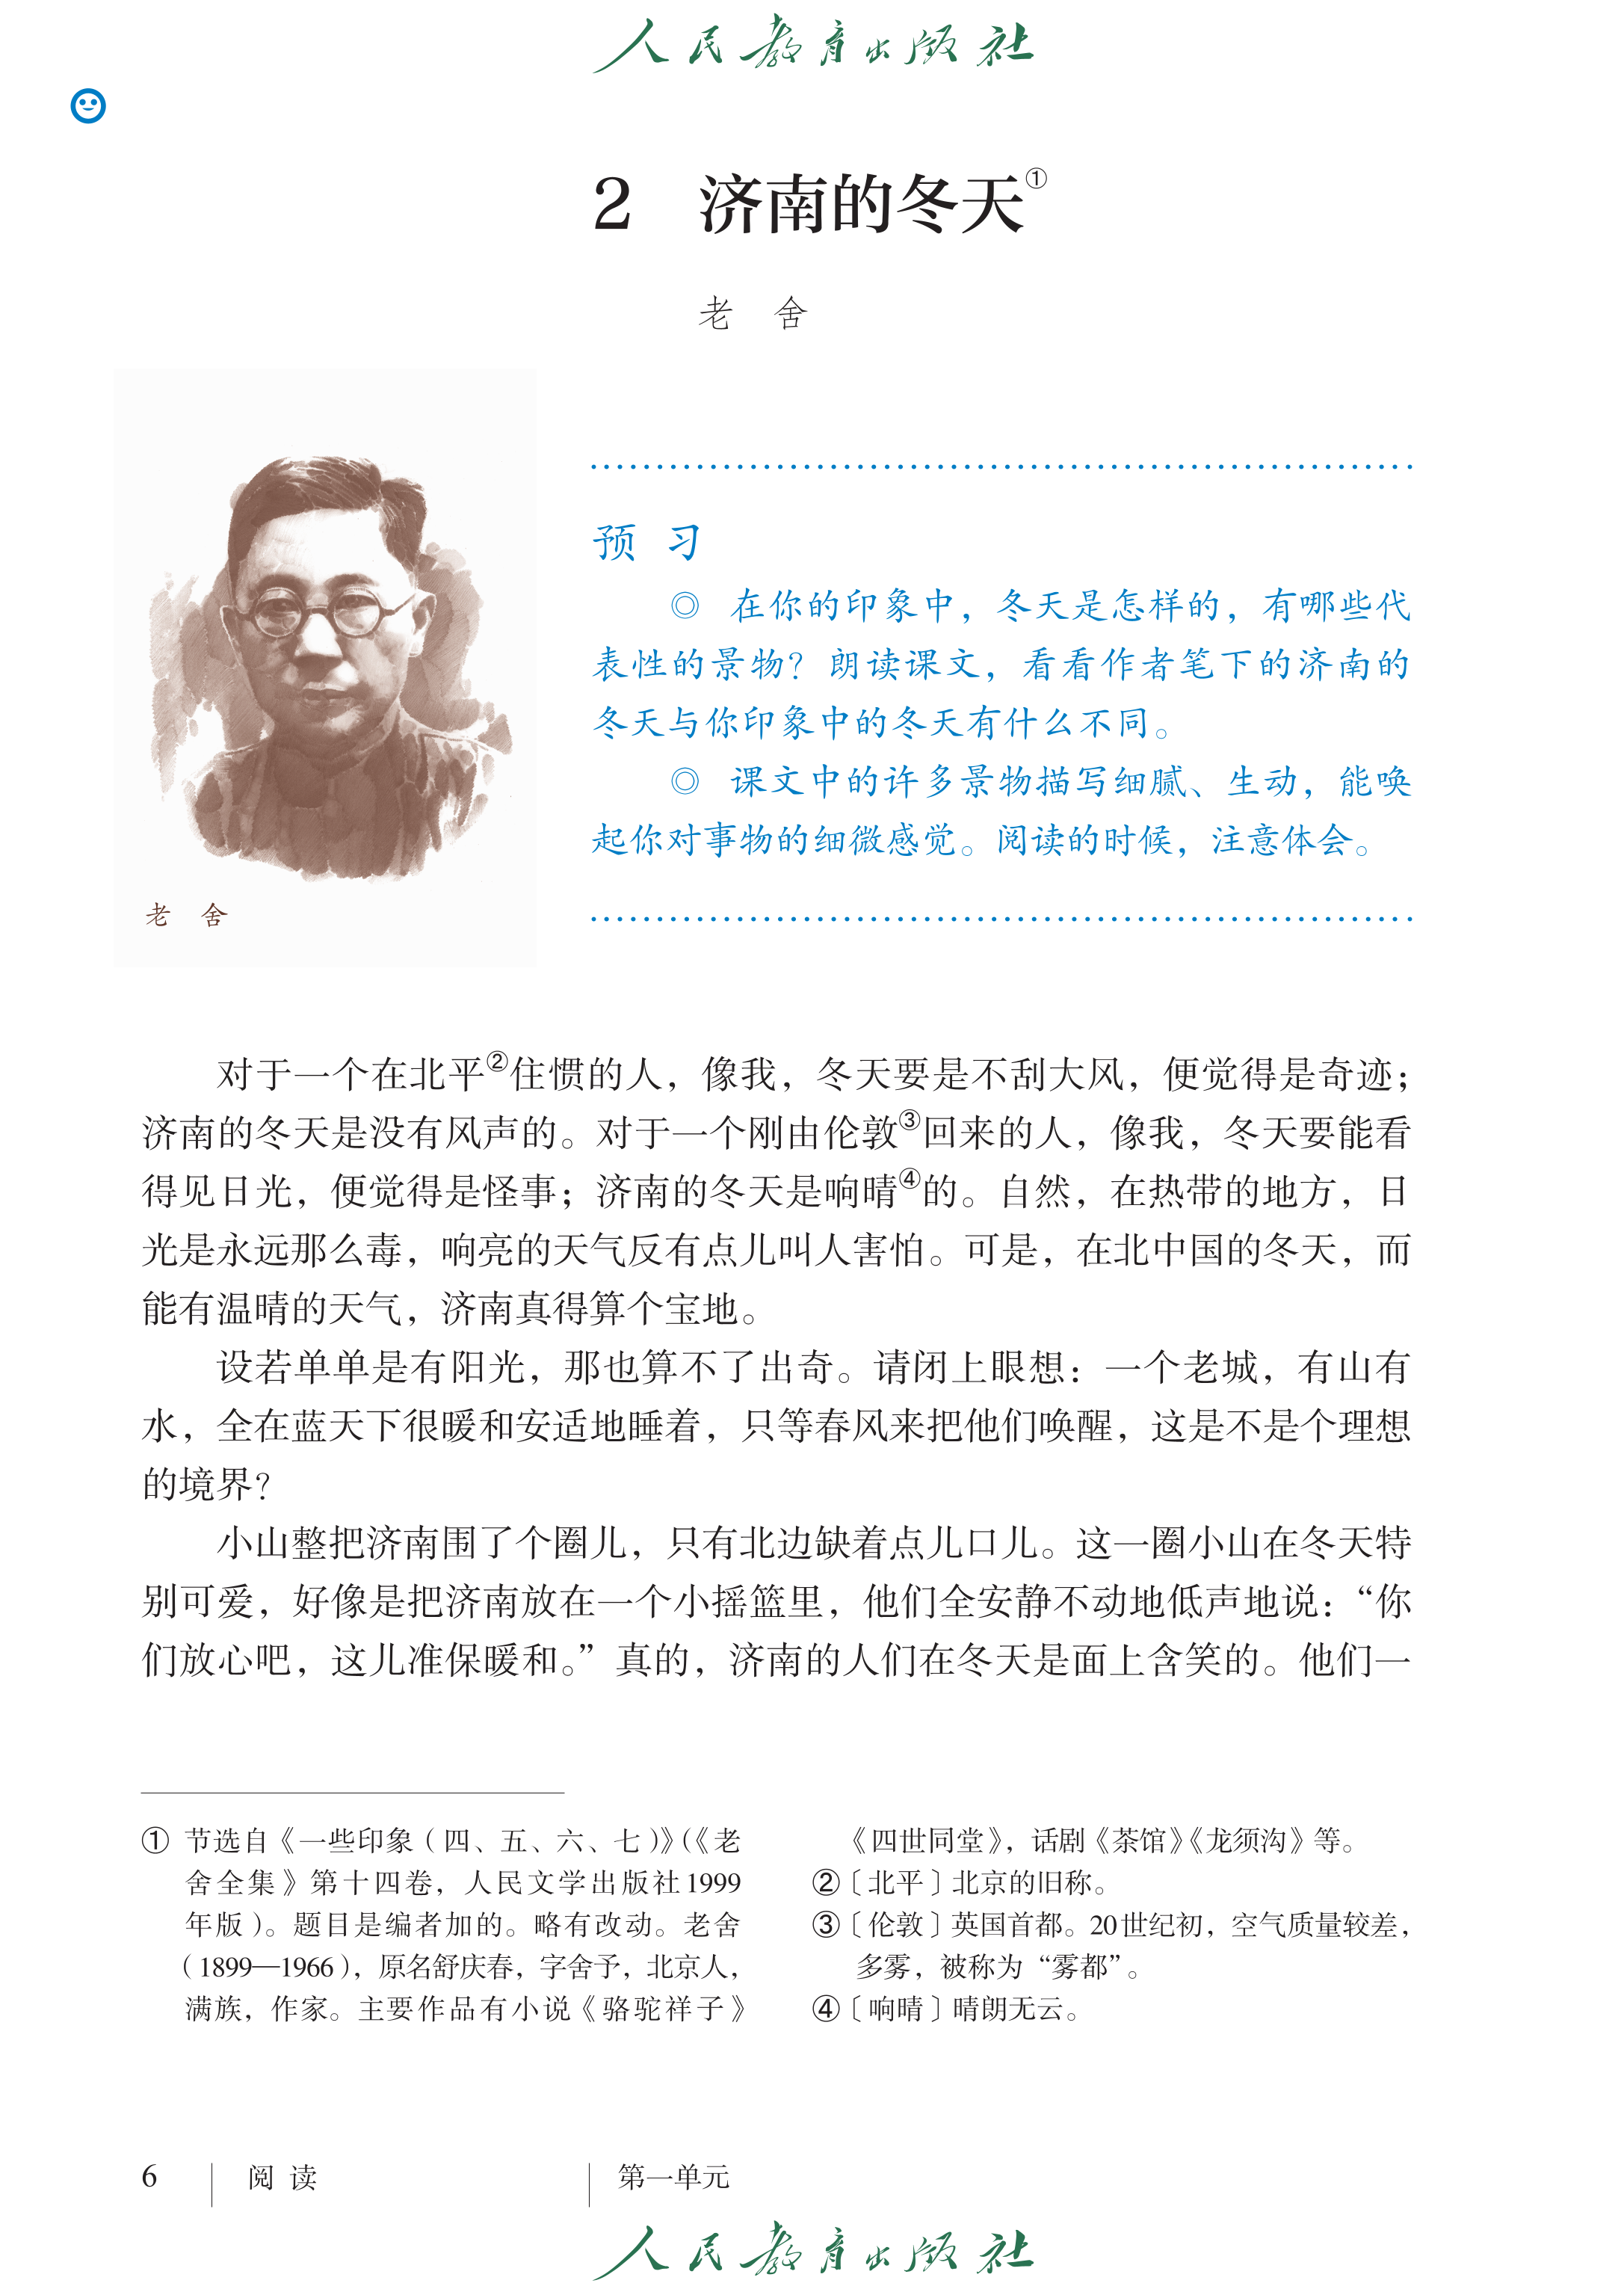 人民教育出版社
2 济南的冬天①
老 舍
老 舍
预 习
◎ 在你的印象中，冬天是怎样的，有哪些代
表性的景物？朗读课文，看看作者笔下的济南的
冬天与你印象中的冬天有什么不同。
◎ 课文中的许多景物描写细腻、生动，能唤
起你对事物的细微感觉。阅读的时候，注意体会。
对于一个在北平②住惯的人，像我，冬天要是不刮大风，便觉得是奇迹；
济南的冬天是没有风声的。对于一个刚由伦敦③回来的人，像我，冬天要能看
得见日光，便觉得是怪事；济南的冬天是响晴④的。自然，在热带的地方，日
光是永远那么毒，响亮的天气反有点儿叫人害怕。可是，在北中国的冬天，而
能有温晴的天气，济南真得算个宝地。
设若单单是有阳光，那也算不了出奇。请闭上眼想：一个老城，有山有
水，全在蓝天下很暖和安适地睡着，只等春风来把他们唤醒，这是不是个理想
的境界？
小山整把济南围了个圈儿，只有北边缺着点儿口儿。这一圈小山在冬天特
别可爱，好像是把济南放在一个小摇篮里，他们全安静不动地低声地说：“你
们放心吧，这儿准保暖和。”真的，济南的人们在冬天是面上含笑的。他们一
① 节选自《一些印象（四、五、六、七）》（《老
舍全集》第十四卷，人民文学出版社1999
年版）。题目是编者加的。略有改动。老舍
（1899—1966），原名舒庆春，字舍予，北京人，
满族，作家。主要作品有小说《骆驼祥子》
《四世同堂》，话剧《茶馆》《龙须沟》等。
②〔北平〕北京的旧称。
③〔伦敦〕英国首都。20世纪初，空气质量较差，
多雾，被称为“雾都”。
④〔响晴〕晴朗无云。
6 阅 读 第一单元
人民教育出版社